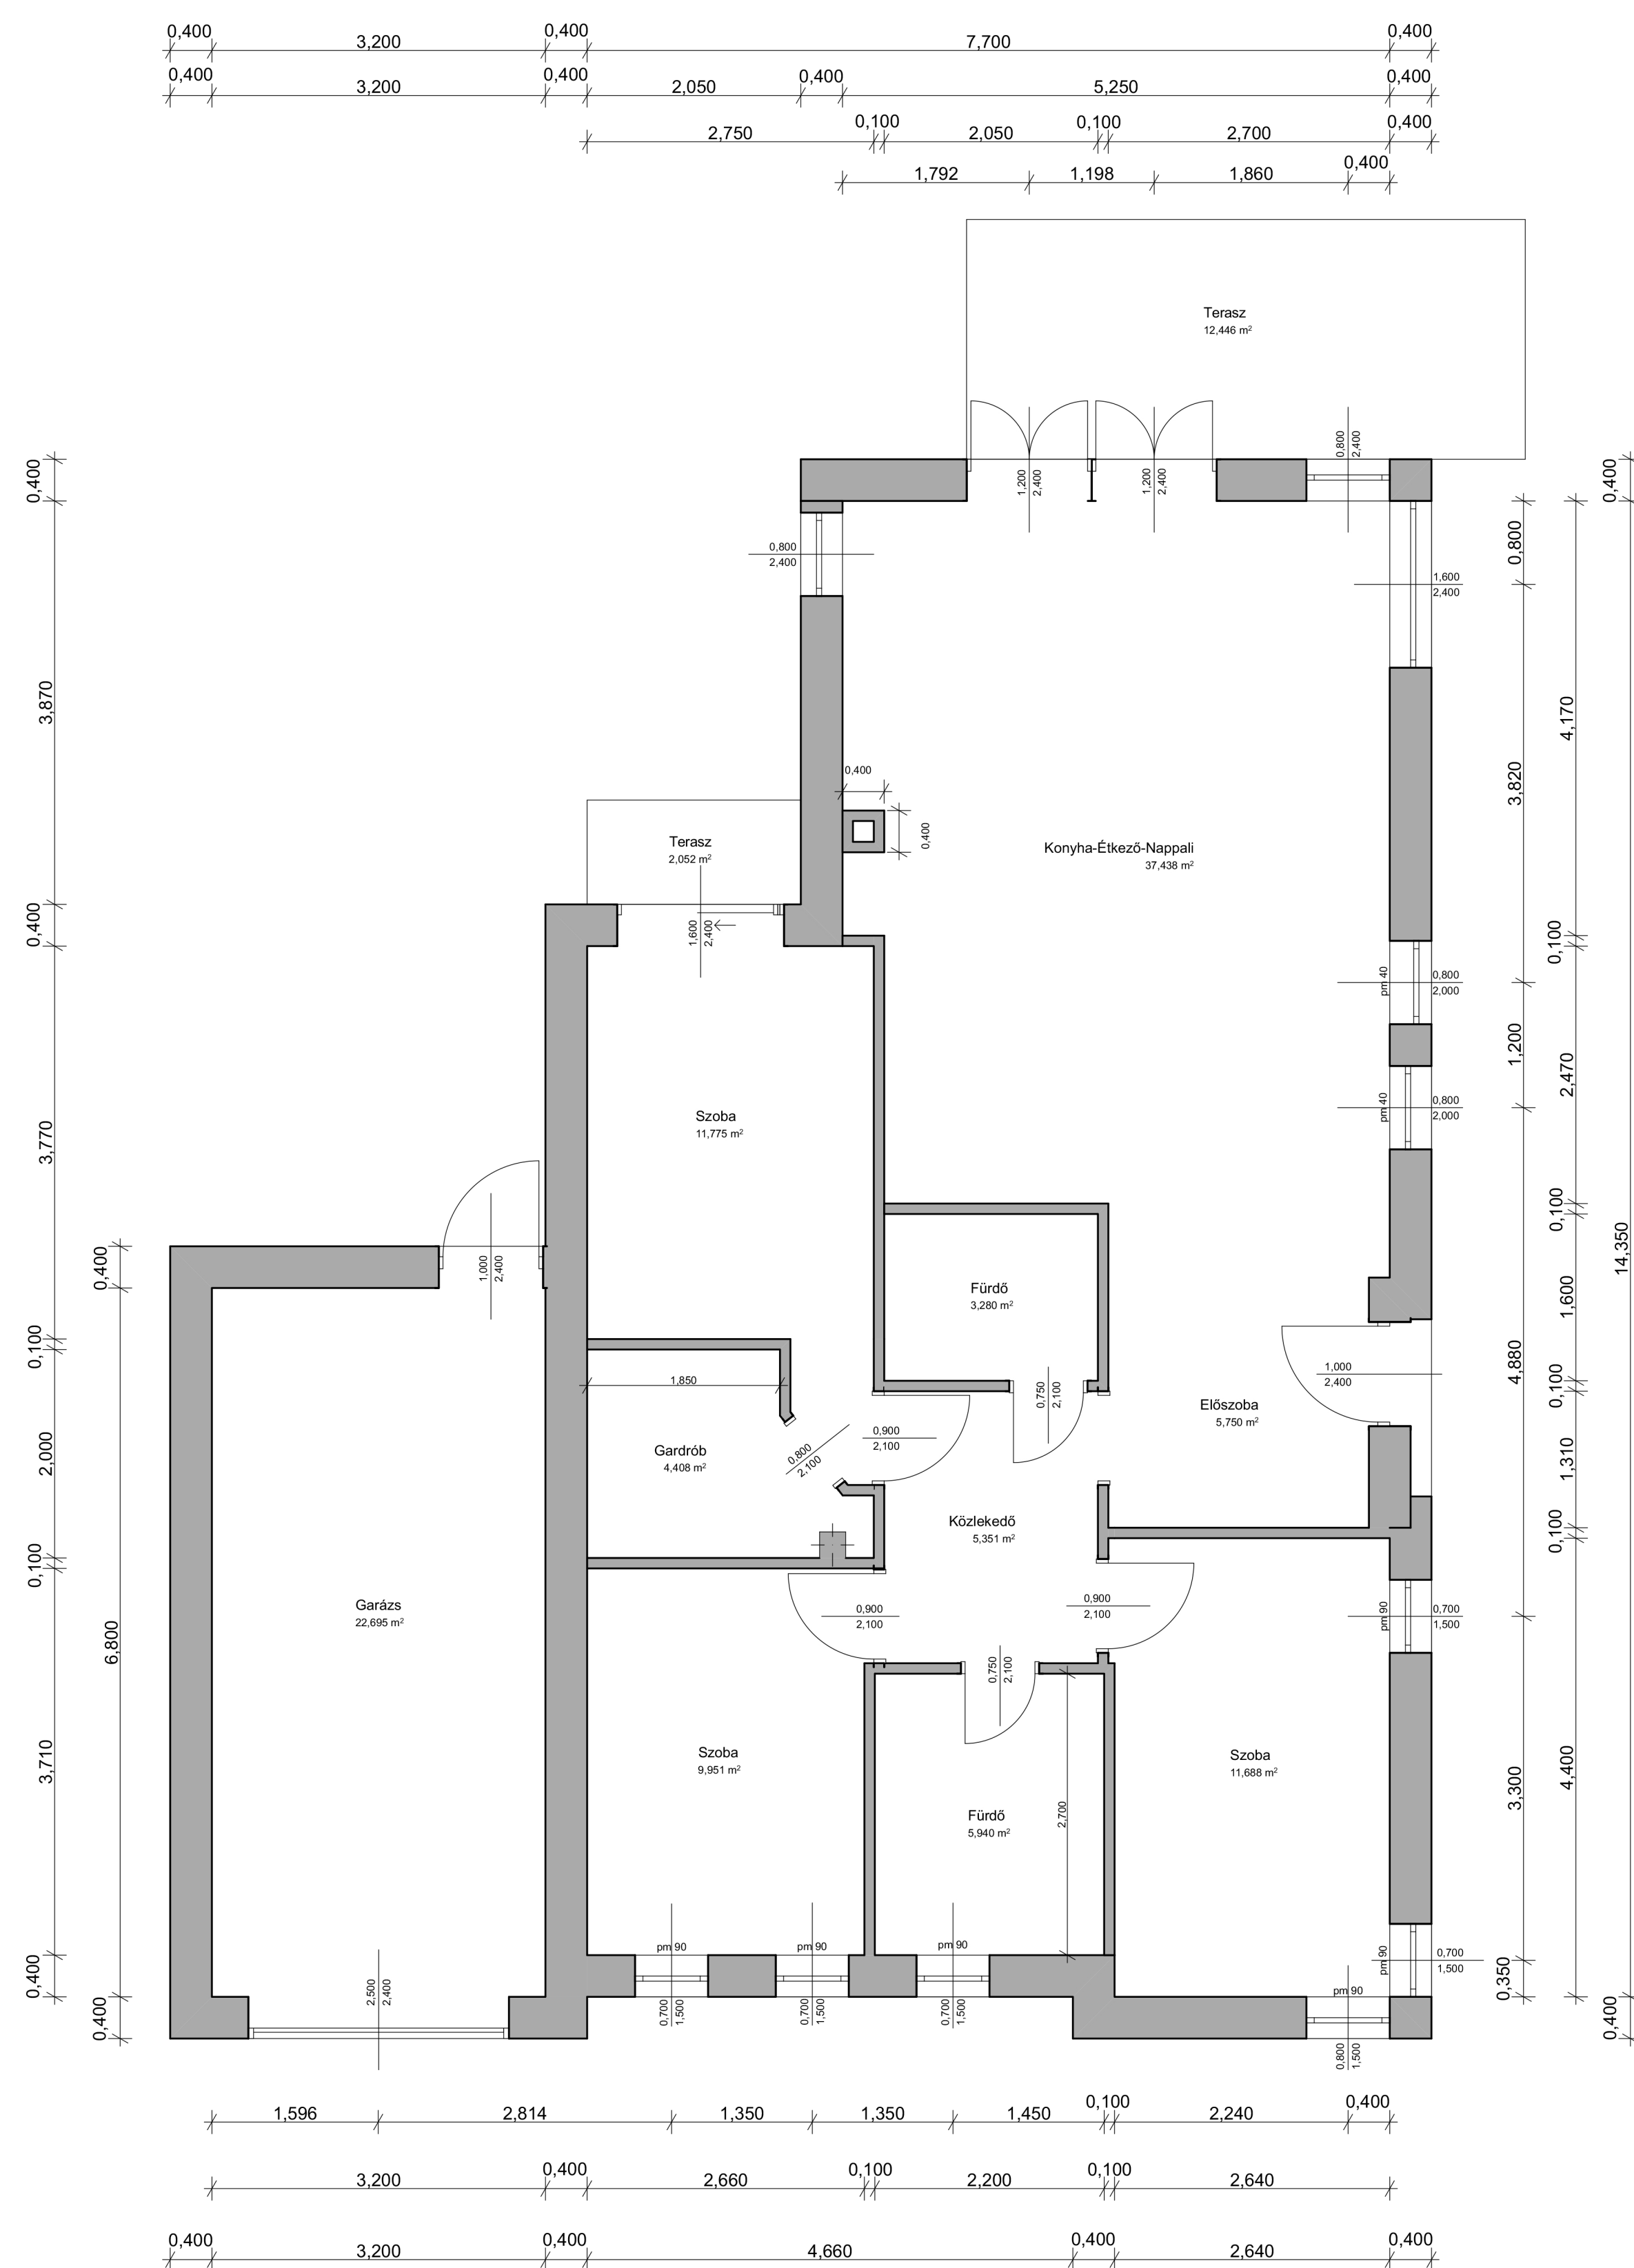 0,400 3,200 0,400 7,700 0,400
0,400 3,200 0,400 2,050 0,400 5,250 0,400
2,750 0,100 2,050 0,100 2,700 0,400
1,792 1,198 1,860 0,400
Terasz
12,446 m²
1,200
2,400
1,200
2,400
0,800
2,400
0,800
2,400
1,600
2,400
0,400
0,400
Terasz
2,052 m²
1,600
2,400
Konyha-Étkező-Nappali
37,438 m²
pm 40
0,800
2,000
pm 40
0,800
2,000
Szoba
11,775 m²
1,000
2,400
Fürdő
3,280 m²
0,750
2,100
1,000
2,400
1,850
Előszoba
5,750 m²
Gardrób
4,408 m²
0,800
2,100
0,900
2,100
Közlekedő
5,351 m²
Garázs
22,695 m²
0,900
2,100
0,900
2,100
pm 90
0,700
1,500
0,750
2,100
Szoba
9,951 m²
Fürdő
5,940 m²
2,700
Szoba
11,688 m²
pm 90
0,700
1,500
pm 90
0,700
1,500
pm 90
0,700
1,500
pm 90
0,700
1,500
pm 90
0,800
1,500
2,500
2,400
0,400
3,870
0,400
3,770
0,100
2,000
0,100
3,710
0,400
0,400
6,800
0,400
0,800
3,820
1,200
4,880
3,300
0,350
4,170
0,100
2,470
0,100
1,600
0,100
1,310
0,100
4,400
0,400
14,350
0,400
1,596 2,814 1,350 1,350 1,450 0,100 2,240 0,400
3,200 0,400 2,660 0,100 2,200 0,100 2,640
0,400 3,200 0,400 4,660 0,400 2,640 0,400